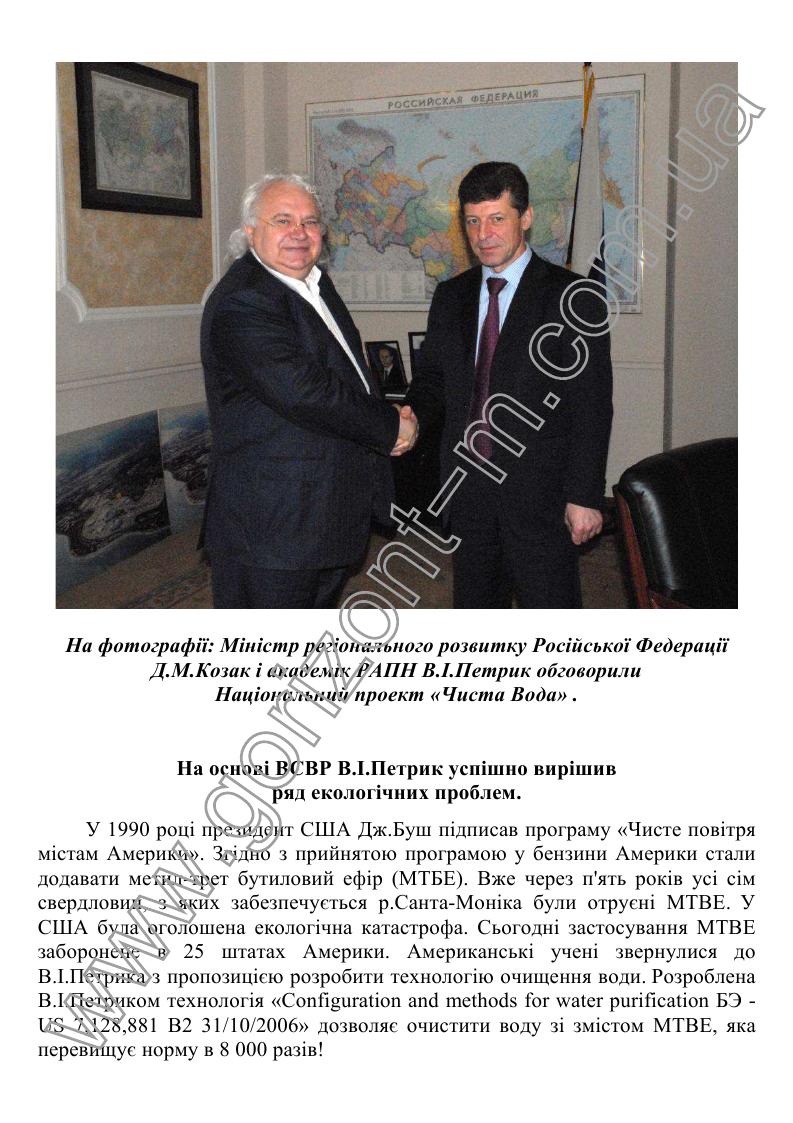 РОССИЙСКАЯ ФЕДЕРАЦИЯ
На фотографії: Міністр регіонального розвитку Російської Федерації
Д.М.Козак і академік РАПН В.І.Петрик обговорили
Національний проект «Чиста Вода» .
На основі ВСВР В.І.Петрик успішно вирішив
ряд екологічних проблем.
У 1990 році президент США Дж.Буш підписав програму «Чисте повітря
містам Америки». Згідно з прийнятою програмою у бензини Америки стали
додавати метил-трет бутиловий ефір (МТБЕ). Вже через п'ять років усі сім
свердловин, з яких забезпечується р.Санта-Моніка були отруєні МТВЕ. У
США була оголошена екологічна катастрофа. Сьогодні застосування МТВЕ
заборонене в 25 штатах Америки. Американські учені звернулися до
В.І.Петрика з пропозицією розробити технологію очищення води. Розроблена
В.І.Петриком технологія «Configuration and methods for water purification БЭ -
US 7,128,881 B2 31/10/2006» дозволяє очистити воду зі змістом МТВЕ, яка
перевищує норму в 8 000 разів!
www.gorizont-m.com.ua